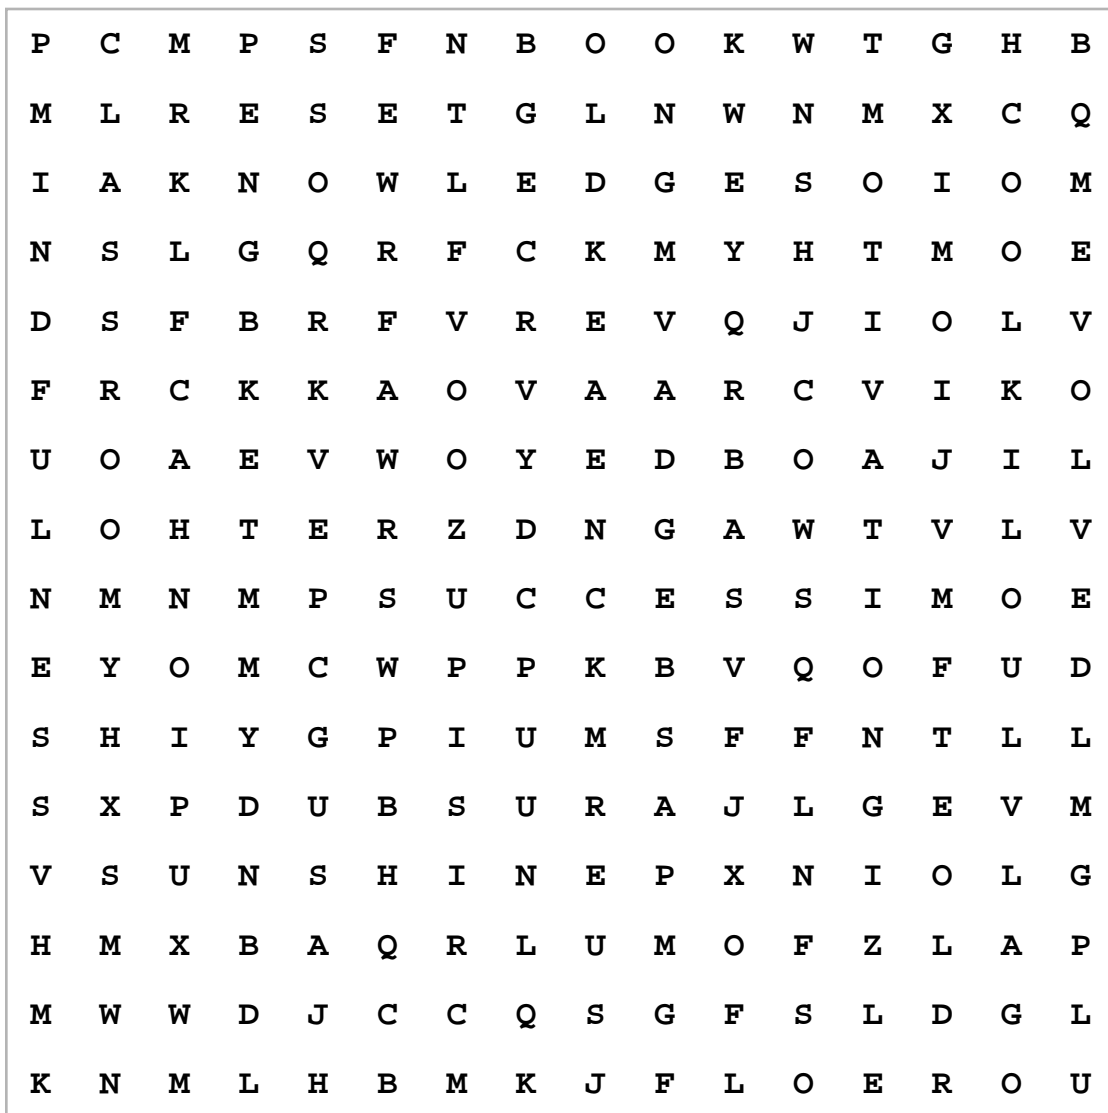 P C M P S F N B O O K W T G H B
M L R E S E T G L N W N M X C Q
I A K N O W L E D G E S O I O M
N S L G Q R F C K M Y H T M O E
D S F B R F V R E V Q J I O L V
F R C K K A O V A A R C V I K O
U O A E V W O Y E D B O A J I L
L O H T E R Z D N G A W T V L V
N M N M P S U C C E S S I M O E
E Y O M C W P P K B V Q O F U D
S H I Y G P I U M S F F N T L L
S X P D U B S U R A J L G E V M
V S U N S H I N E P X N I O L G
H M X B A Q R L U M O F Z L A P
M W W D J C C Q S G F S L D G L
K N M L H B M K J F L O E R O U